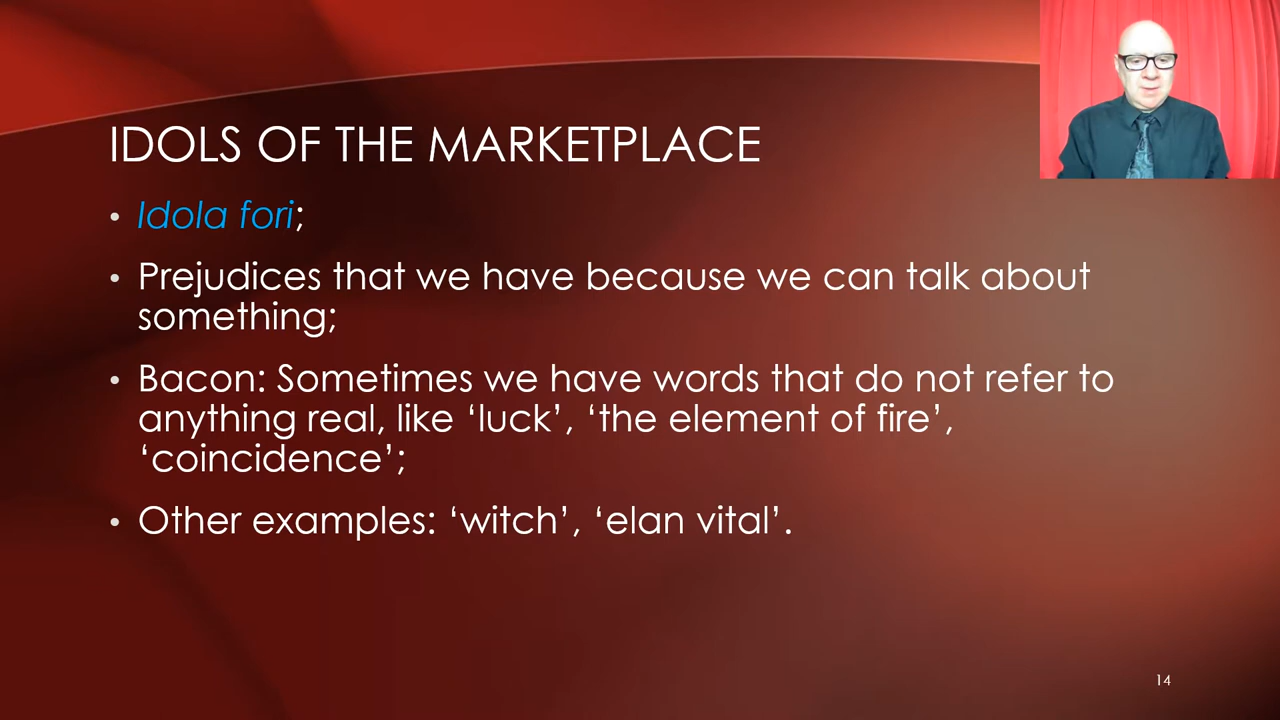 IDOLS OF THE MARKETPLACE
• Idola fori;
• Prejudices that we have because we can talk about
something;
• Bacon: Sometimes we have words that do not refer to
anything real, like ‘luck’, ‘the element of fire’,
‘coincidence’;
• Other examples: ‘witch’, ‘elan vital’.
14